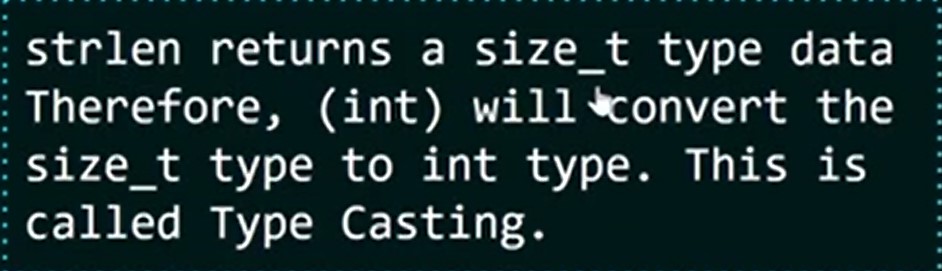 strlen returns a size_t type data
Therefore, (int) will convert the
size_t type to int type. This is
called Type Casting.